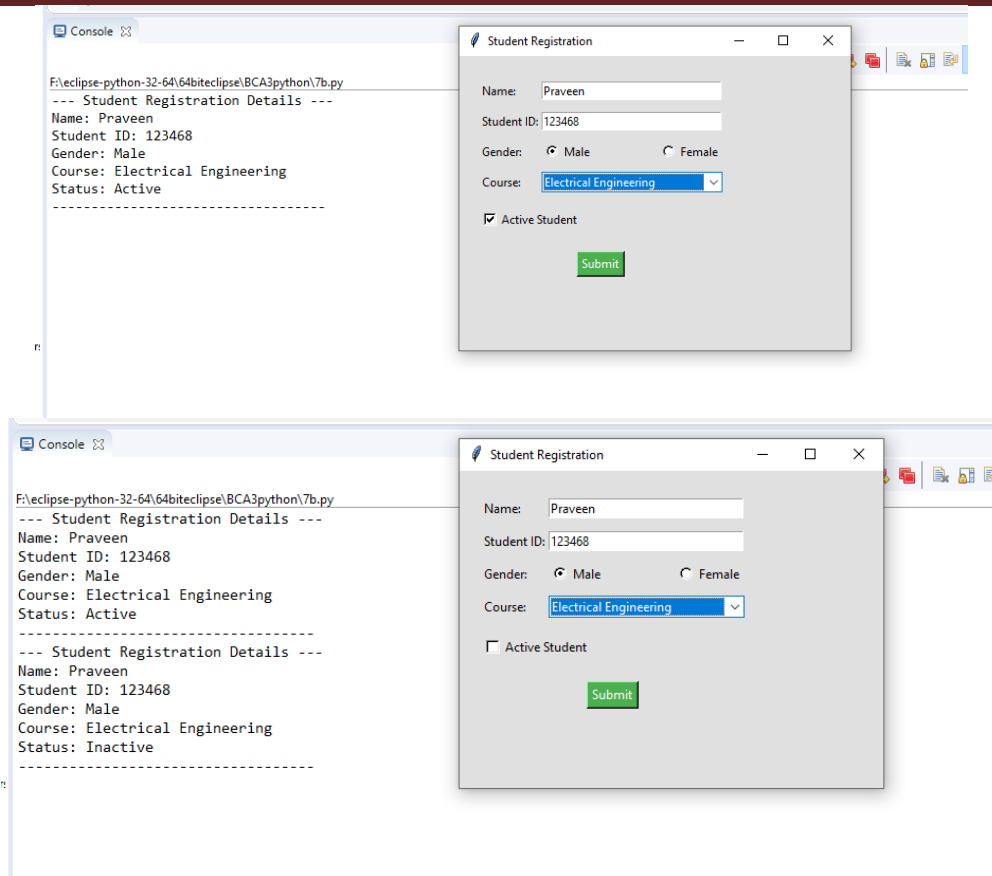 Console
F:\eclipse-python-32-64\64biteclipse\BCA3python\7b.py
--- Student Registration Details ---
Name: Praveen
Student ID: 123468
Gender: Male
Course: Electrical Engineering
Status: Active
-----------------------------------
Student Registration
Name: Praveen
Student ID: 123468
Gender: Male Female
Course: Electrical Engineering
Active Student
Submit
Console
F:\eclipse-python-32-64\64biteclipse\BCA3python\7b.py
--- Student Registration Details ---
Name: Praveen
Student ID: 123468
Gender: Male
Course: Electrical Engineering
Status: Active
-----------------------------------
--- Student Registration Details ---
Name: Praveen
Student ID: 123468
Gender: Male
Course: Electrical Engineering
Status: Inactive
-----------------------------------
Student Registration
Name: Praveen
Student ID: 123468
Gender: Male Female
Course: Electrical Engineering
Active Student
Submit